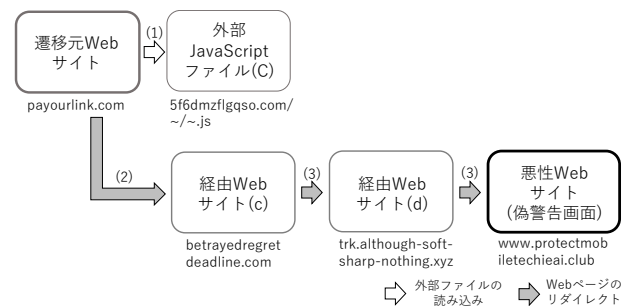 遷移元Web
サイト
(1)
外部
JavaScript
ファイル(C)
payourlink.com
5f6dmzflgqso.com/
~/~.js
(2)
経由Web
サイト(c)
(3)
経由Web
サイト(d)
(3)
悪性Web
サイト
(偽警告画面)
betrayedregret
deadline.com
trk.although-soft-
sharp-nothing.xyz
www.protectmob
iletechieai.club
外部ファイルの
読み込み
Webページの
リダイレクト